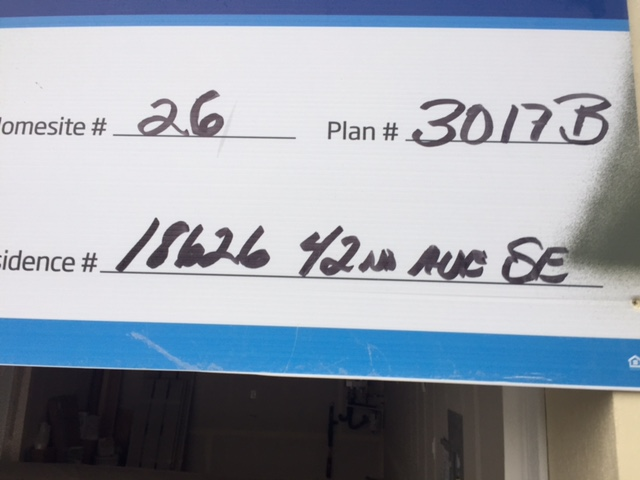 omesite # 26 Plan # 3017B
sidence # 18626 42nd AVE SE